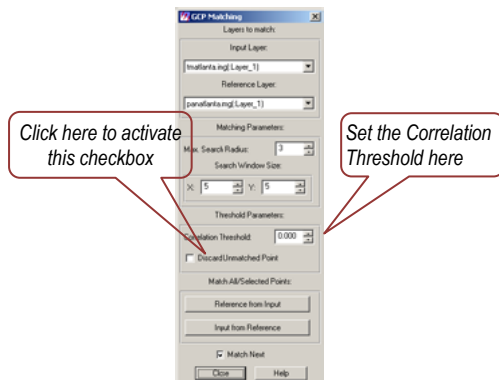 GCP Matching
Layers to match:
Input Layer:
tmatlanta.img(:Layer_1)
Reference Layer:
panatlanta.img(:Layer_1)
Click here to activate
this checkbox
Set the Correlation
Threshold here
Matching Parameters:
Max. Search Radius: 3
Search Window Size:
X: 5 Y: 5
Threshold Parameters:
Correlation Threshold: 0.000
Discard Unmatched Point
Match All/Selected Points:
Reference from Input
Input from Reference
Match Next
Close Help